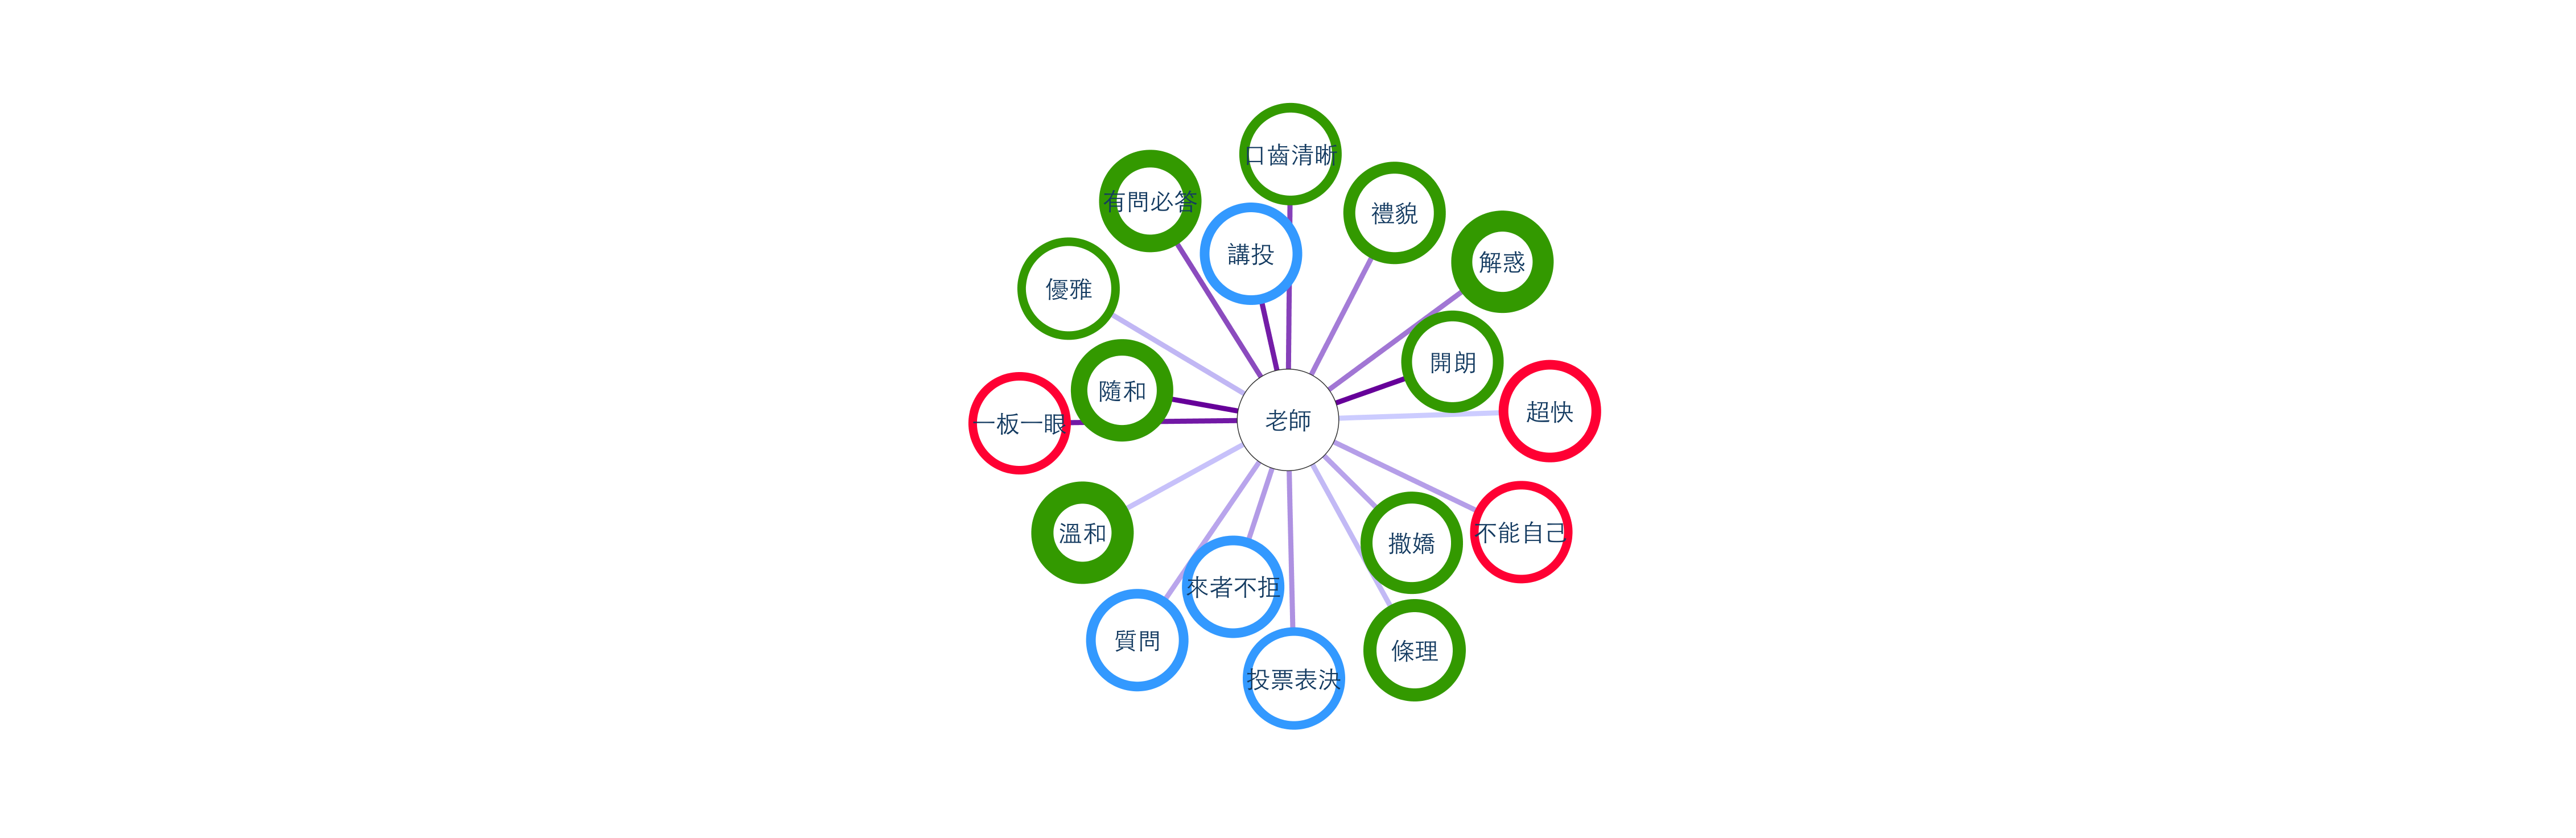 口齒清晰
有問必答
禮貌
講投
解惑
優雅
開朗
隨和
超快
老師
一板一眼
溫和
不能自己
撒嬌
來者不拒
質問
條理
投票表決